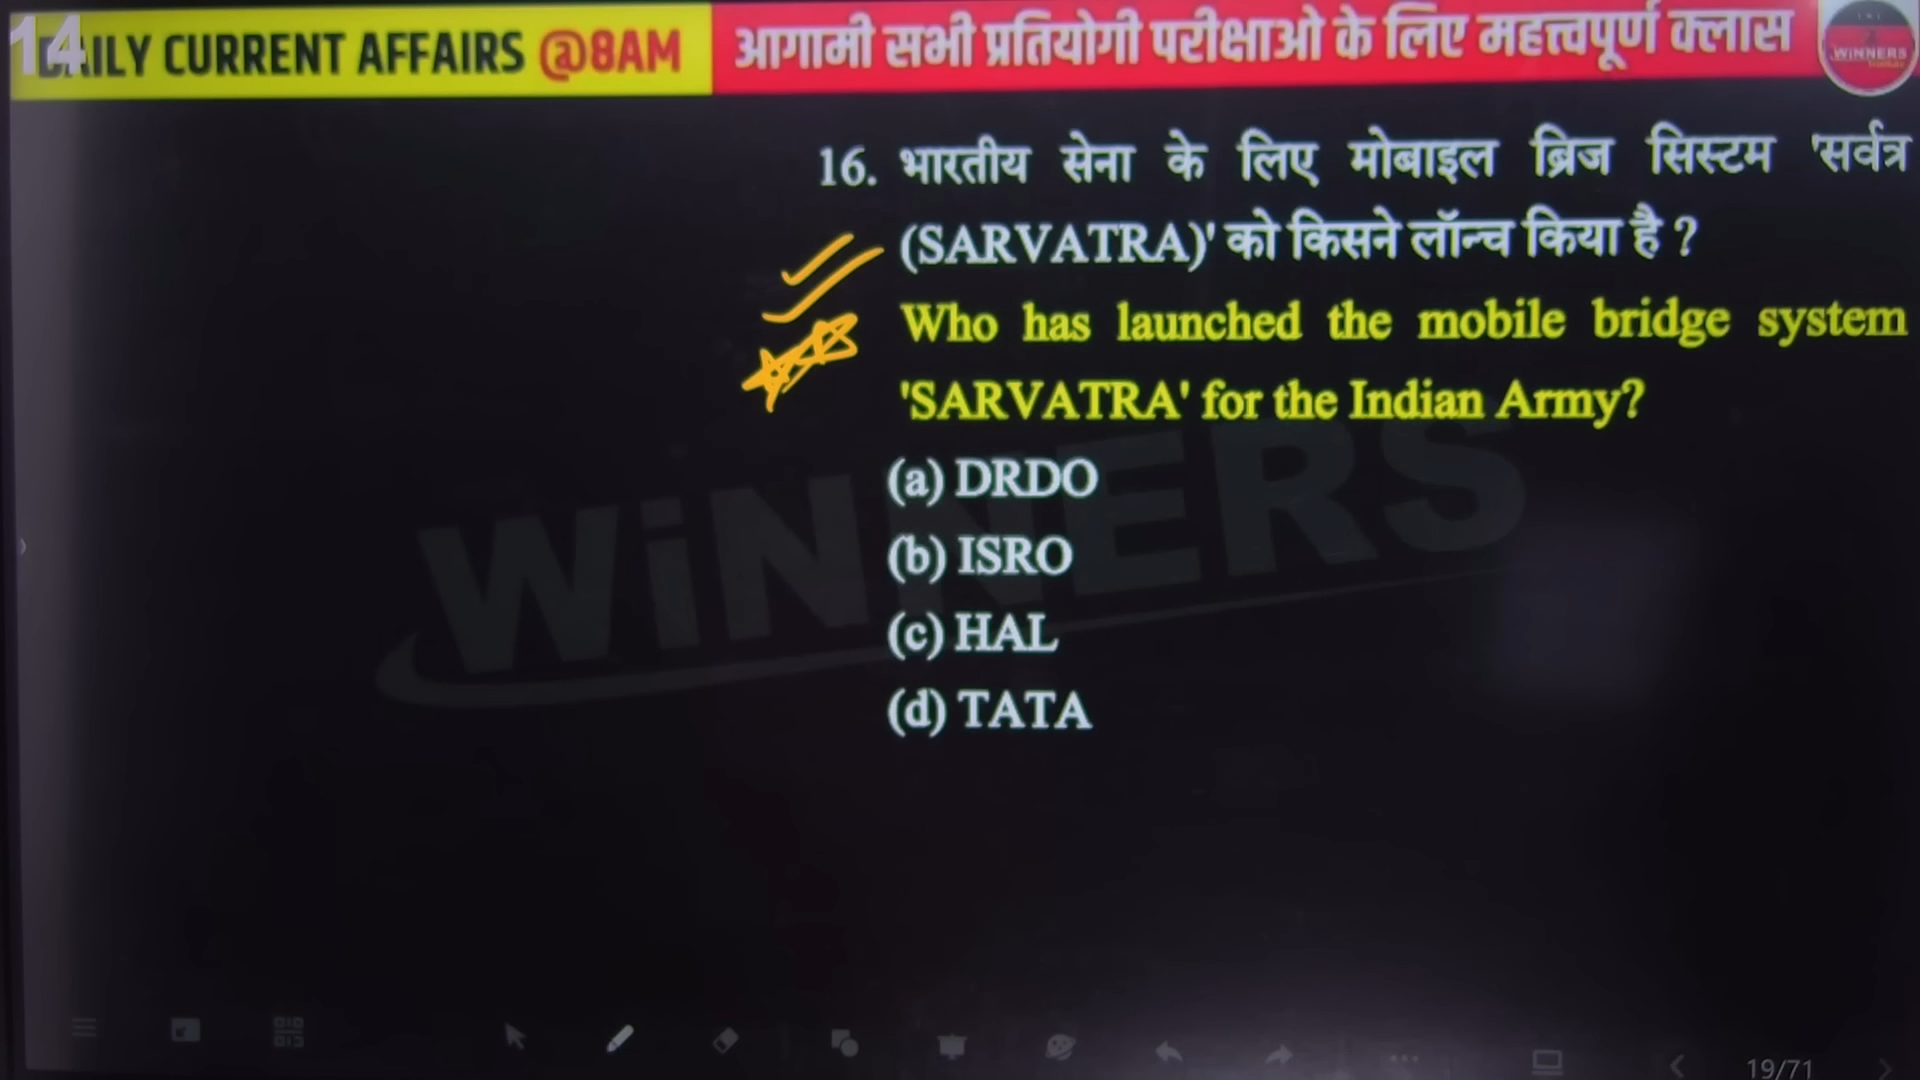 14
DAILY CURRENT AFFAIRS @8AM
आगामी सभी प्रतियोगी परीक्षाओ के लिए महत्त्वपूर्ण क्लास
WINNERS
16. भारतीय सेना के लिए मोबाइल ब्रिज सिस्टम 'सर्वत्र
(SARVATRA)' को किसने लॉन्च किया है ?
Who has launched the mobile bridge system
'SARVATRA' for the Indian Army?
(a) DRDO
(b) ISRO
(c) HAL
(d) TATA
WiNNERS
19/71